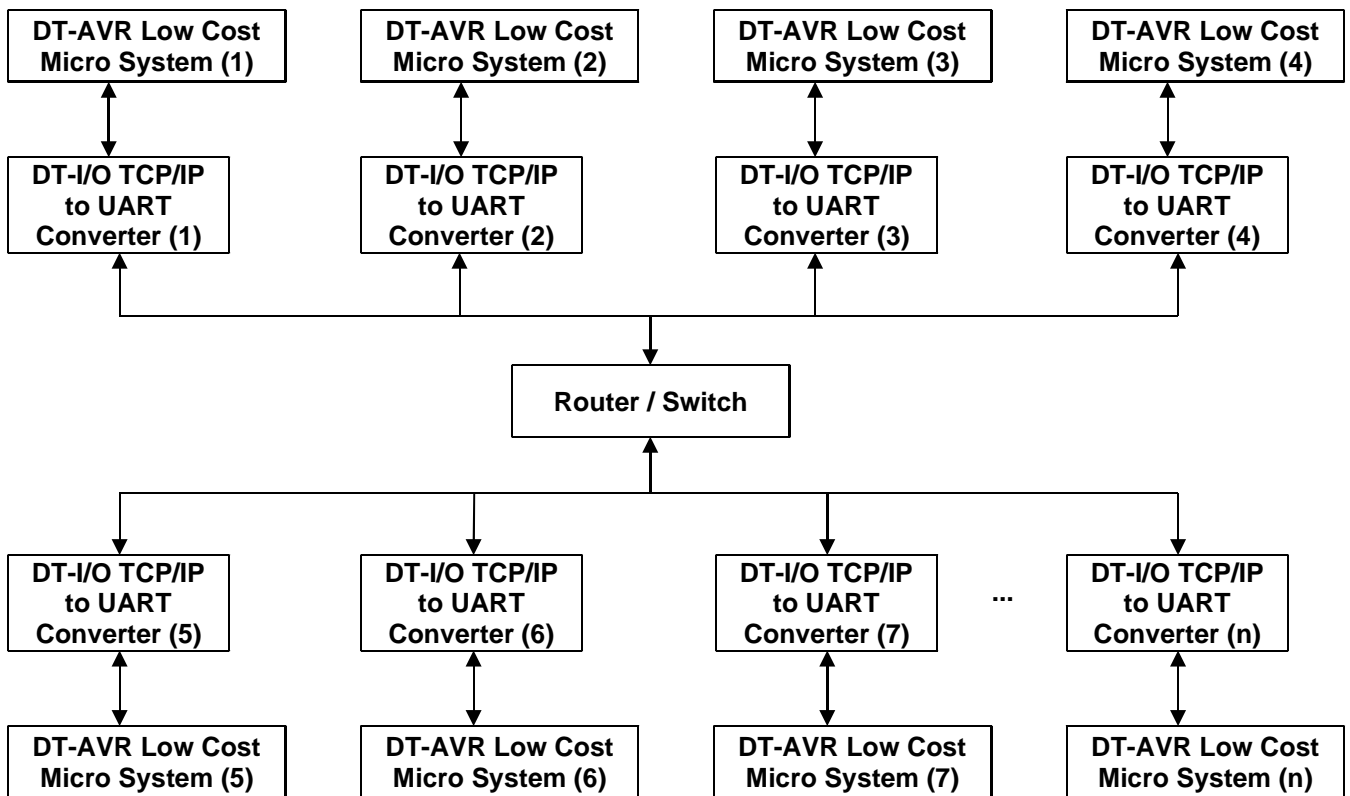 DT-AVR Low Cost
Micro System (1)
DT-AVR Low Cost
Micro System (2)
DT-AVR Low Cost
Micro System (3)
DT-AVR Low Cost
Micro System (4)
DT-I/O TCP/IP
to UART
Converter (1)
DT-I/O TCP/IP
to UART
Converter (2)
DT-I/O TCP/IP
to UART
Converter (3)
DT-I/O TCP/IP
to UART
Converter (4)
Router / Switch
DT-I/O TCP/IP
to UART
Converter (5)
DT-I/O TCP/IP
to UART
Converter (6)
DT-I/O TCP/IP
to UART
Converter (7)
...
DT-I/O TCP/IP
to UART
Converter (n)
DT-AVR Low Cost
Micro System (5)
DT-AVR Low Cost
Micro System (6)
DT-AVR Low Cost
Micro System (7)
DT-AVR Low Cost
Micro System (n)